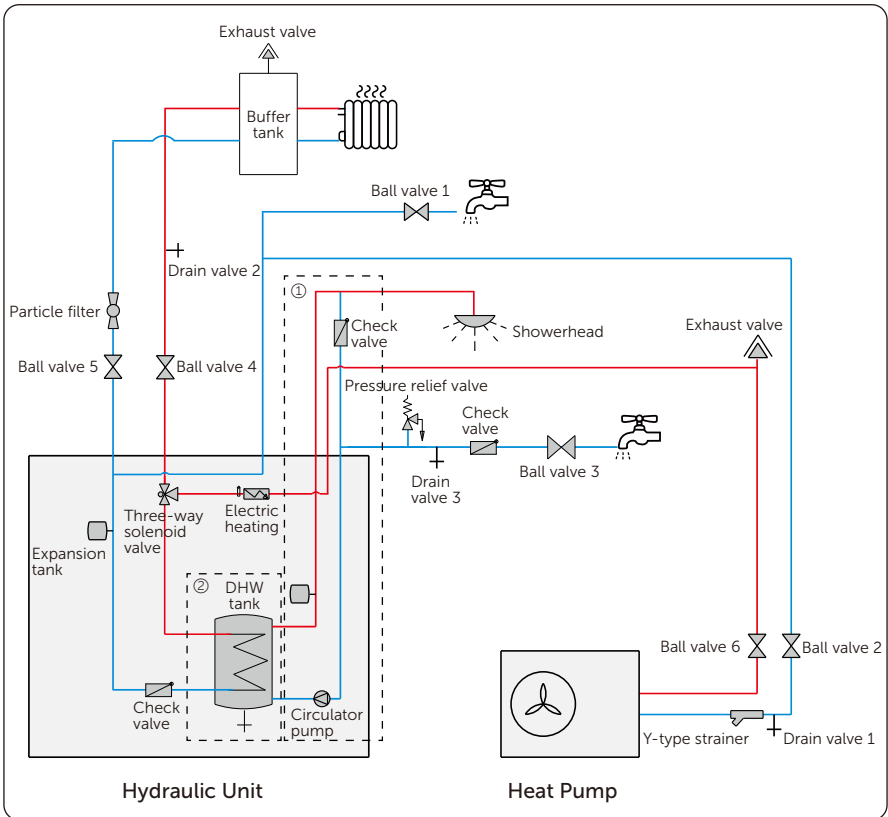 Exhaust valve
Buffer
tank
Ball valve 1
Drain valve 2
①
Particle filter
Check
valve
Showerhead
Exhaust valve
Ball valve 5
Ball valve 4
Pressure relief valve
Check
valve
Ball valve 3
Drain
valve 3
Three-way
solenoid
valve
Electric
heating
Expansion
tank
②
DHW
tank
Ball valve 6
Ball valve 2
Check
valve
Circulator
pump
Y-type strainer
Drain valve 1
Hydraulic Unit
Heat Pump